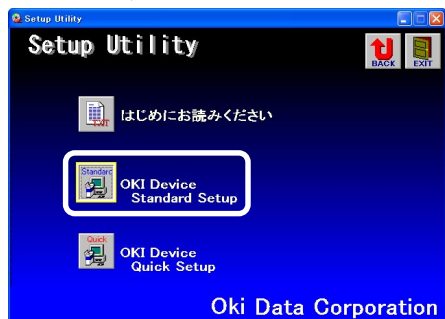 Setup Utility
Setup Utility
BACK
EXIT
TXT
はじめにお読みください
Standard
OKI Device
Standard Setup
Quick
OKI Device
Quick Setup
Oki Data Corporation